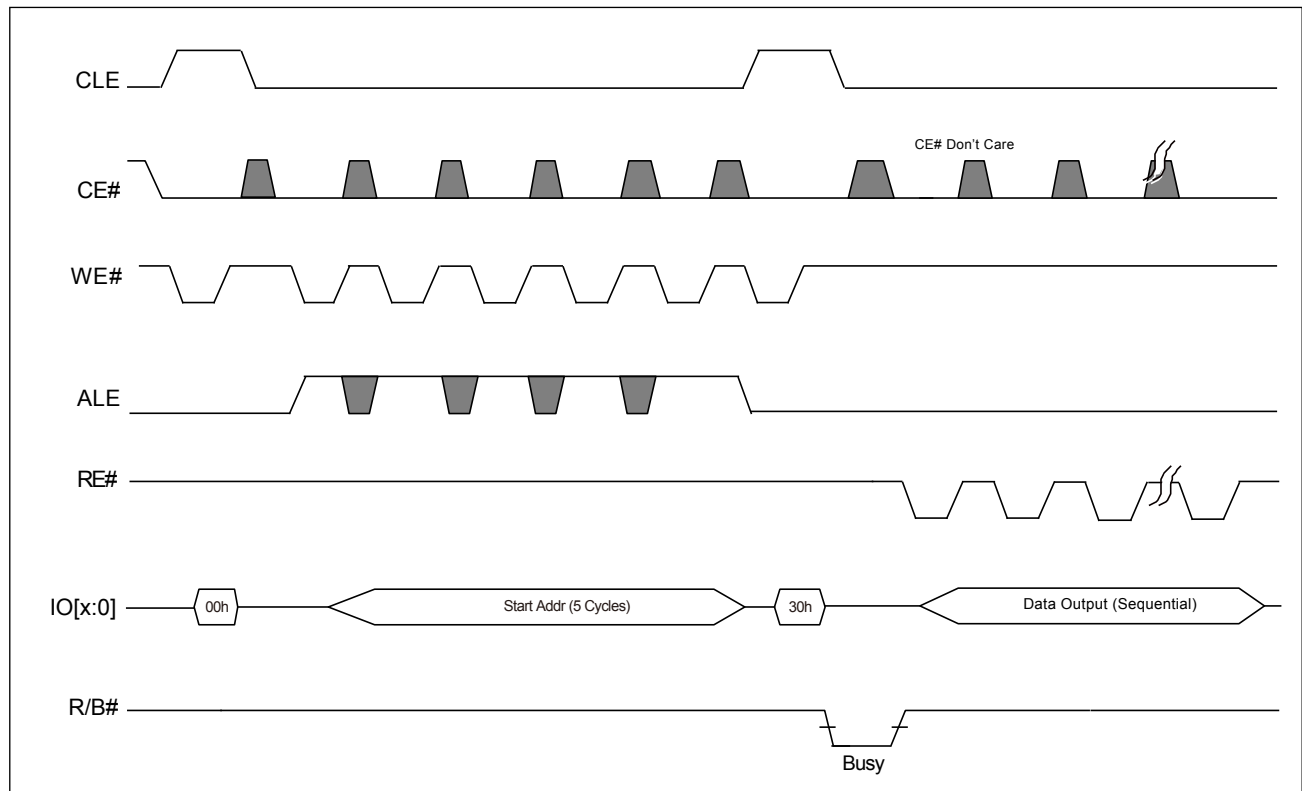 CLE
CE# Don't Care
CE#
WE#
ALE
RE#
IO[x:0] 00h Start Addr (5 Cycles) 30h Data Output (Sequential)
R/B#
Busy